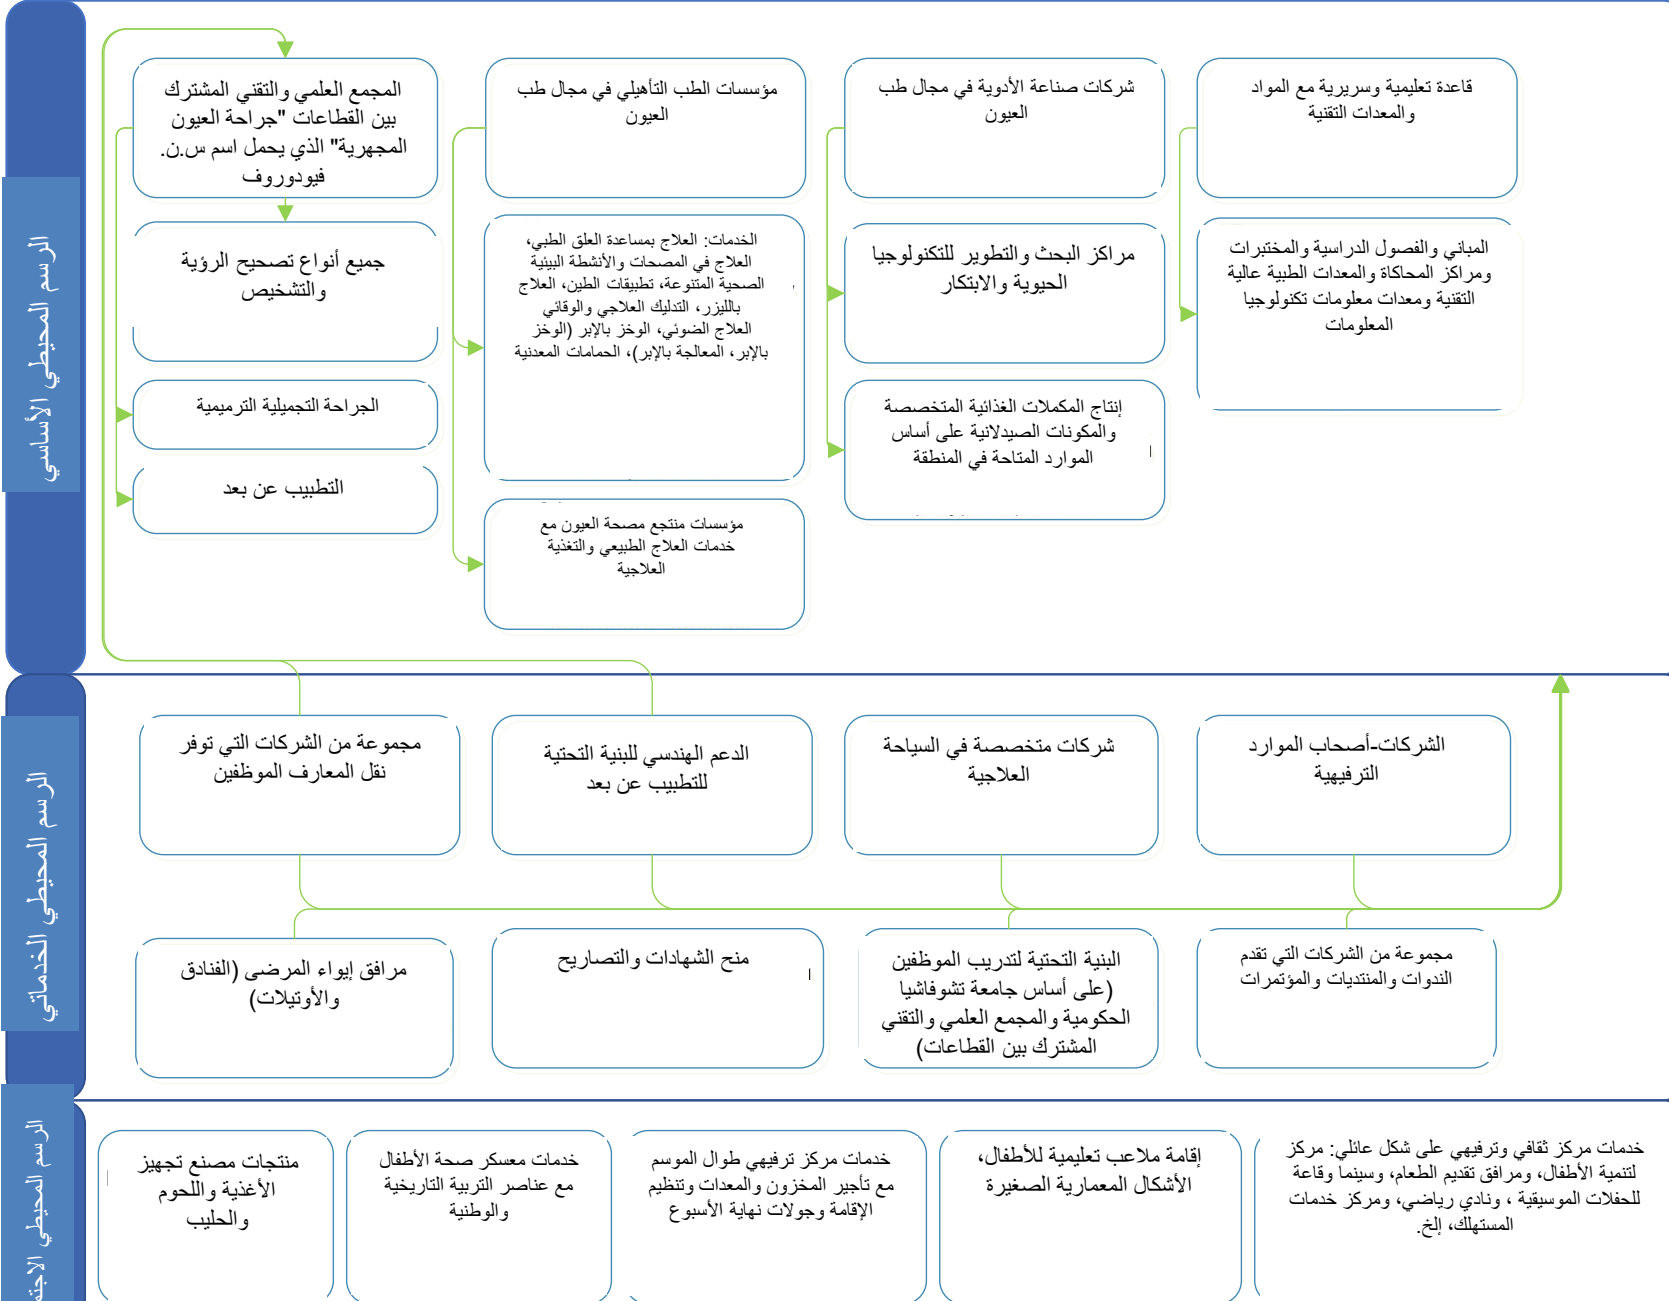 الرسم المحيطي الأساسي
المجمع العلمي والتقني المشترك
بين القطاعات "جراحة العيون
المجهرية" الذي يحمل اسم س.ن.
فيودوروف
جميع أنواع تصحيح الرؤية
والتشخيص
الجراحة التجميلية الترميمية
التطبيب عن بعد
مؤسسات الطب التأهيلي في مجال طب
العيون
الخدمات: العلاج بمساعدة العلق الطبي،
العلاج في المصحات والأنشطة البيئية
الصحية المتنوعة، تطبيقات الطين، العلاج
بالليزر، التدليك العلاجي والوقائي
العلاج الضوئي، الوخز بالإبر (الوخز
بالإبر، المعالجة بالإبر)، الحمامات المعدنية
مؤسسات منتجع مصحة العيون مع
خدمات العلاج الطبيعي والتغذية
العلاجية
شركات صناعة الأدوية في مجال طب
العيون
مراكز البحث والتطوير للتكنولوجيا
الحيوية والابتكار
إنتاج المكملات الغذائية المتخصصة
والمكونات الصيدلانية على أساس
الموارد المتاحة في المنطقة
قاعدة تعليمية وسريرية مع المواد
والمعدات التقنية
المباني والفصول الدراسية والمختبرات
ومراكز المحاكاة والمعدات الطبية عالية
التقنية ومعدات معلومات تكنولوجيا
المعلومات
الرسم المحيطي الخدماتي
مجموعة من الشركات التي توفر
نقل المعارف الموظفين
الدعم الهندسي للبنية التحتية
للتطبيب عن بعد
شركات متخصصة في السياحة
العلاجية
الشركات-أصحاب الموارد
الترفيهية
مرافق إيواء المرضى (الفنادق
والأوتيلات)
منح الشهادات والتصاريح
البنية التحتية لتدريب الموظفين
(على أساس جامعة تشوفاشيا
الحكومية والمجمع العلمي والتقني
المشترك بين القطاعات)
مجموعة من الشركات التي تقدم
الندوات والمنتديات والمؤتمرات
الرسم المحيطي
منتجات مصنع تجهيز
الأغذية واللحوم
والحليب
خدمات معسكر صحة الأطفال
مع عناصر التربية التاريخية
والوطنية
خدمات مركز ترفيهي طوال الموسم
مع تأجير المخزون والمعدات وتنظيم
الإقامة وجولات نهاية الأسبوع
إقامة ملاعب تعليمية للأطفال،
الأشكال المعمارية الصغيرة
خدمات مركز ثقافي وترفيهي على شكل عائلي: مركز
لتنمية الأطفال، ومرافق تقديم الطعام، وسينما وقاعة
للحفلات الموسيقية ، ونادي رياضي، ومركز خدمات
المستهلك، إلخ.